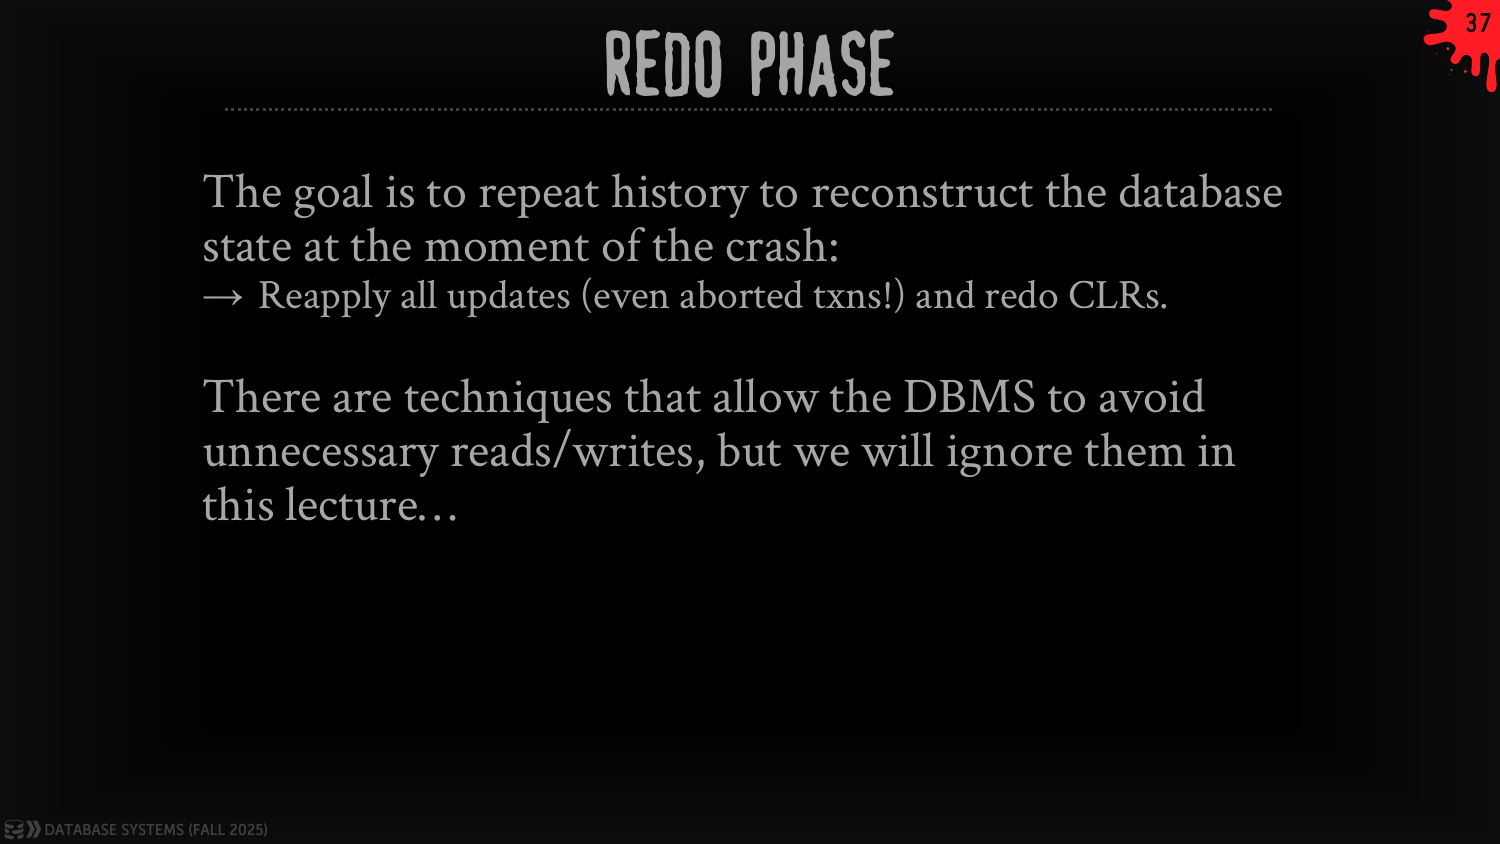 37
REDO PHASE
The goal is to repeat history to reconstruct the database
state at the moment of the crash:
→ Reapply all updates (even aborted txns!) and redo CLRs.
There are techniques that allow the DBMS to avoid
unnecessary reads/writes, but we will ignore them in
this lecture…
DATABASE SYSTEMS (FALL 2025)